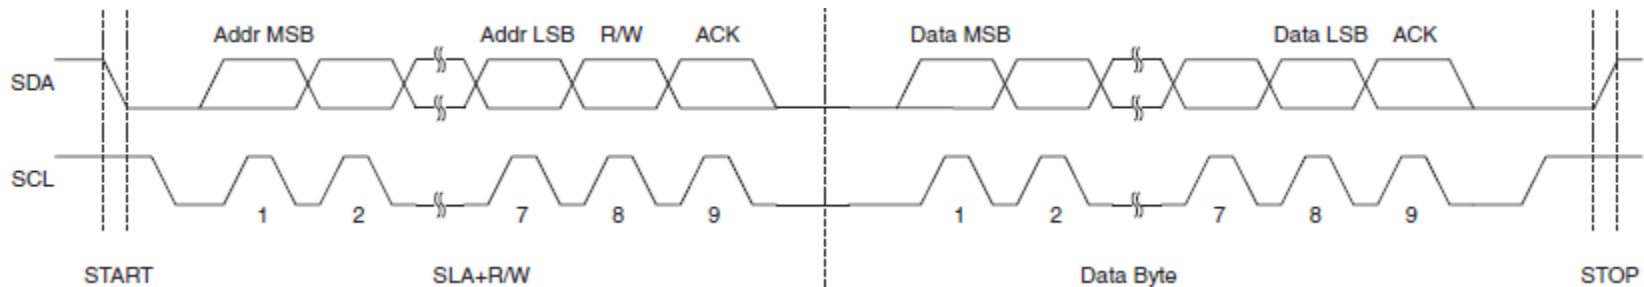 Addr MSB Addr LSB R/W ACK Data MSB Data LSB ACK
SDA
SCL
1 2 7 8 9 1 2 7 8 9
START SLA+R/W Data Byte STOP